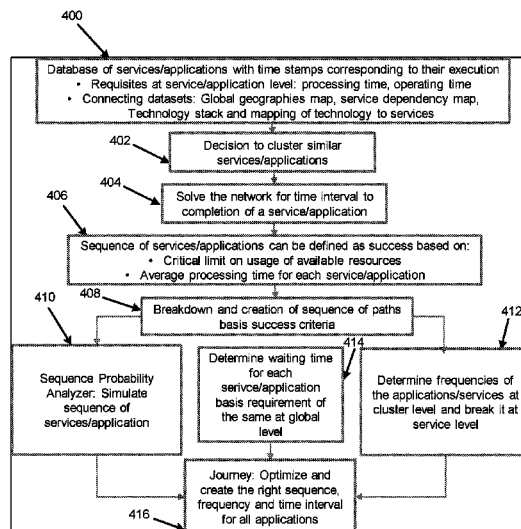 400
Database of services/applications with time stamps corresponding to their execution
• Requisites at service/application level: processing time, operating time
• Connecting datasets: Global geographies map, service dependency map,
Technology stack and mapping of technology to services
402
Decision to cluster similar
services/applications
404
Solve the network for time interval to
completion of a service/application
406
Sequence of services/applications can be defined as success based on:
• Critical limit on usage of available resources
• Average processing time for each service/application
408
Breakdown and creation of sequence of paths
basis success criteria
410
Sequence Probability
Analyzer: Simulate
sequence of
services/application
414
Determine waiting time
for each
serivce/application
basis requirement of
the same at global
level
412
Determine frequencies of
the applications/services at
cluster level and break it at
service level
Journey: Optimize and
create the right sequence,
frequency and time interval
for all applications
416